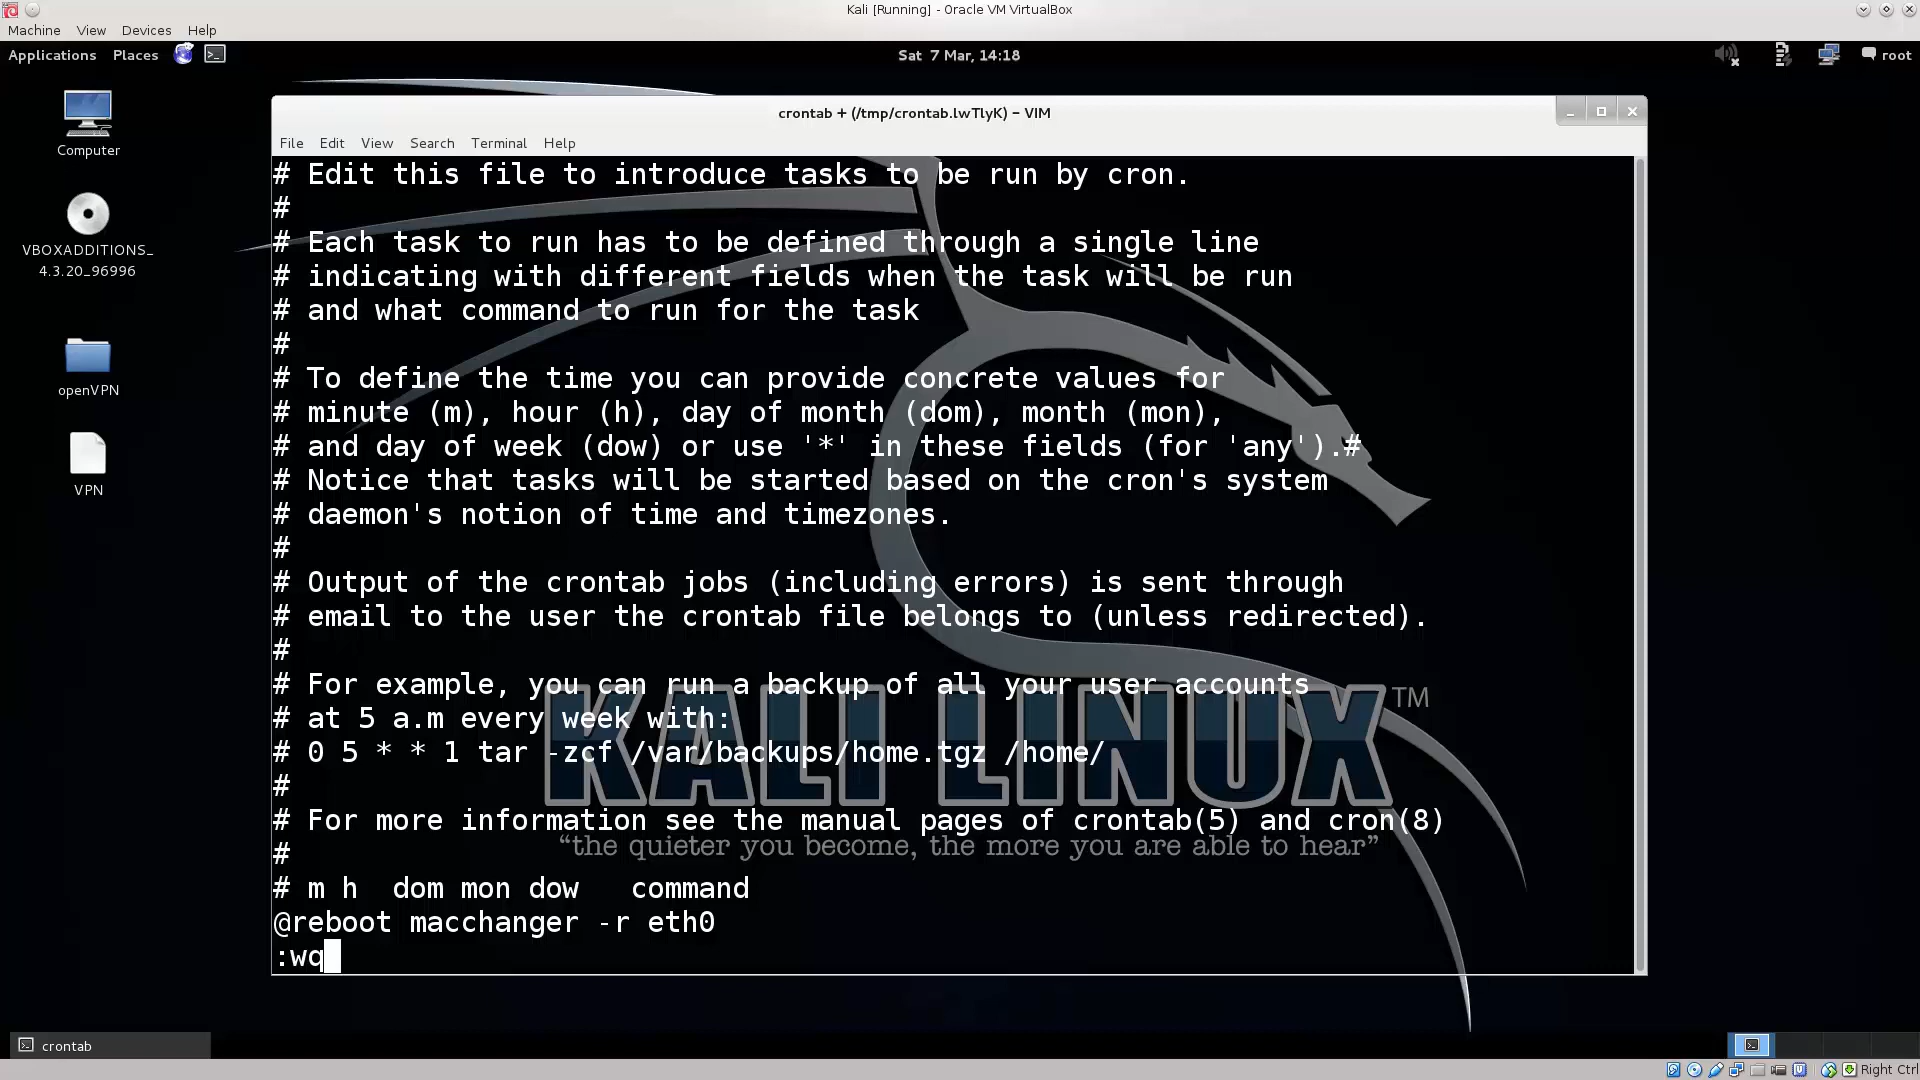 Kali [Running] - Oracle VM VirtualBox
Machine View Devices Help
Applications Places
Sat 7 Mar, 14:18
root
Computer
VBOXADDITIONS_
4.3.20_96996
openVPN
VPN
crontab + (/tmp/crontab.lwTlyK) - VIM
File Edit View Search Terminal Help
# Edit this file to introduce tasks to be run by cron.
#
# Each task to run has to be defined through a single line
# indicating with different fields when the task will be run
# and what command to run for the task
#
# To define the time you can provide concrete values for
# minute (m), hour (h), day of month (dom), month (mon),
# and day of week (dow) or use '*' in these fields (for 'any').#
# Notice that tasks will be started based on the cron's system
# daemon's notion of time and timezones.
#
# Output of the crontab jobs (including errors) is sent through
# email to the user the crontab file belongs to (unless redirected).
#
# For example, you can run a backup of all your user accounts
# at 5 a.m every week with:
# 0 5 * * 1 tar -zcf /var/backups/home.tgz /home/
#
# For more information see the manual pages of crontab(5) and cron(8)
#
# m h  dom mon dow   command
@reboot macchanger -r eth0
:wq
KALI LINUX TM
“the quieter you become, the more you are able to hear”
crontab
Right Ctrl